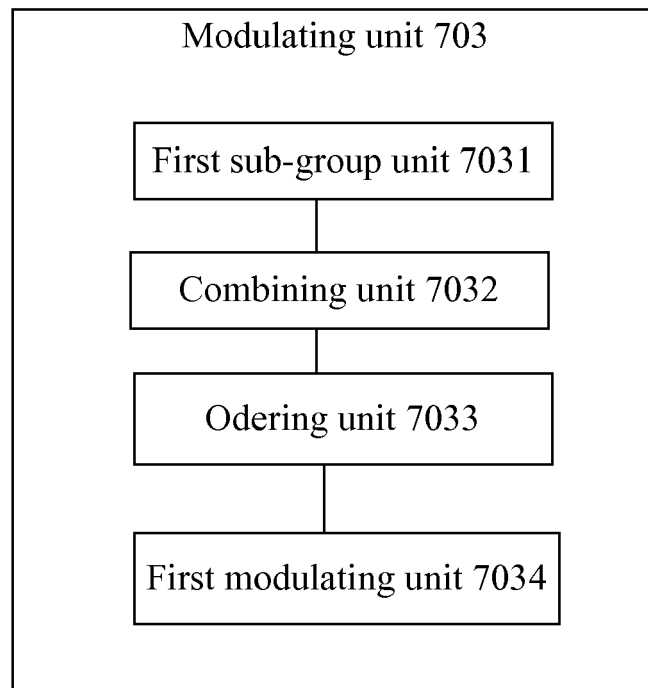 Modulating unit 703
First sub-group unit 7031
Combining unit 7032
Odering unit 7033
First modulating unit 7034